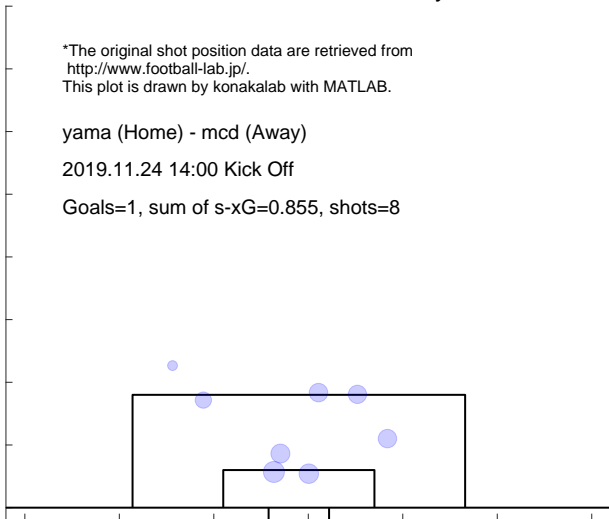 *The original shot position data are retrieved from
http://www.football-lab.jp/.
This plot is drawn by konakalab with MATLAB.
yama (Home) - mcd (Away)
2019.11.24 14:00 Kick Off
Goals=1, sum of s-xG=0.855, shots=8